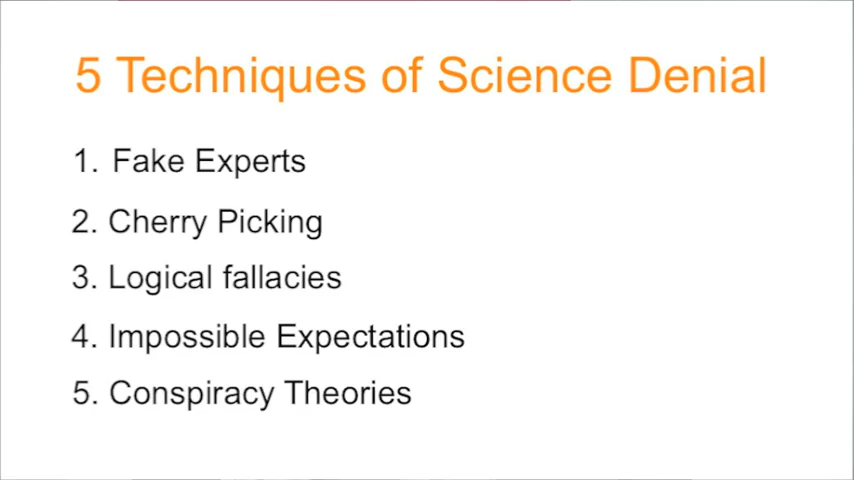 5 Techniques of Science Denial
1. Fake Experts
2. Cherry Picking
3. Logical fallacies
4. Impossible Expectations
5. Conspiracy Theories